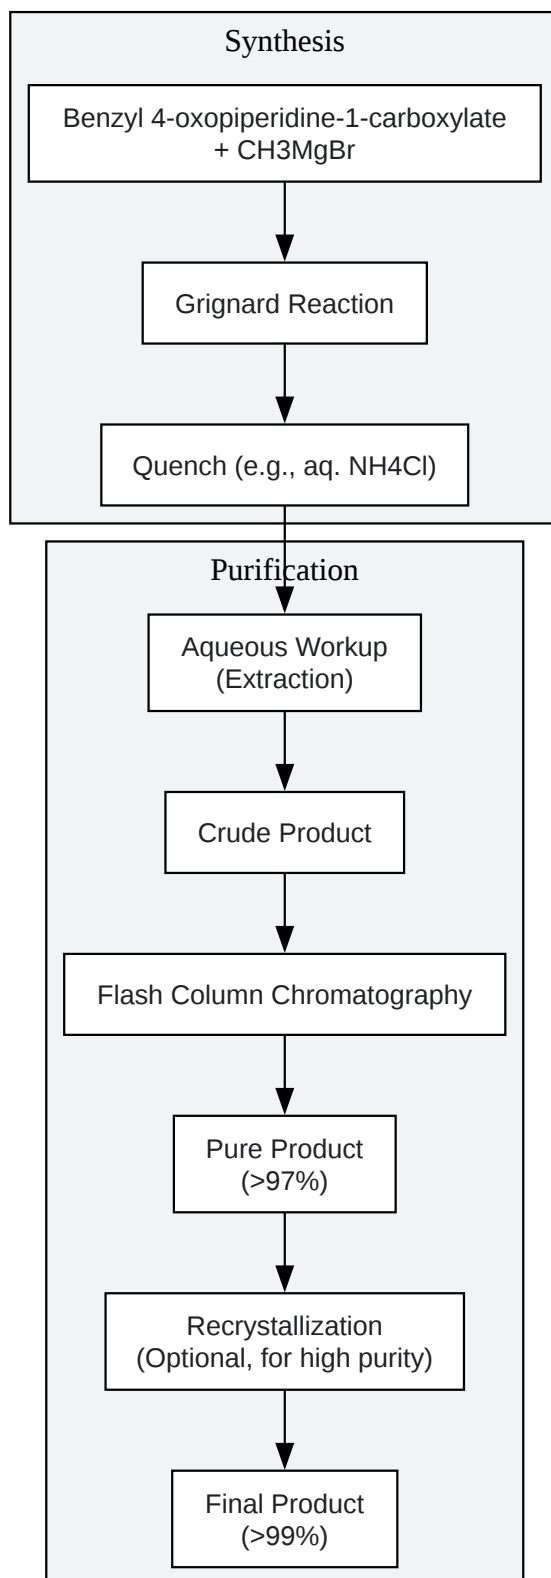 Synthesis
Benzyl 4-oxopiperidine-1-carboxylate
+ CH3MgBr
Grignard Reaction
Quench (e.g., aq. NH4Cl)
Purification
Aqueous Workup
(Extraction)
Crude Product
Flash Column Chromatography
Pure Product
(>97%)
Recrystallization
(Optional, for high purity)
Final Product
(>99%)